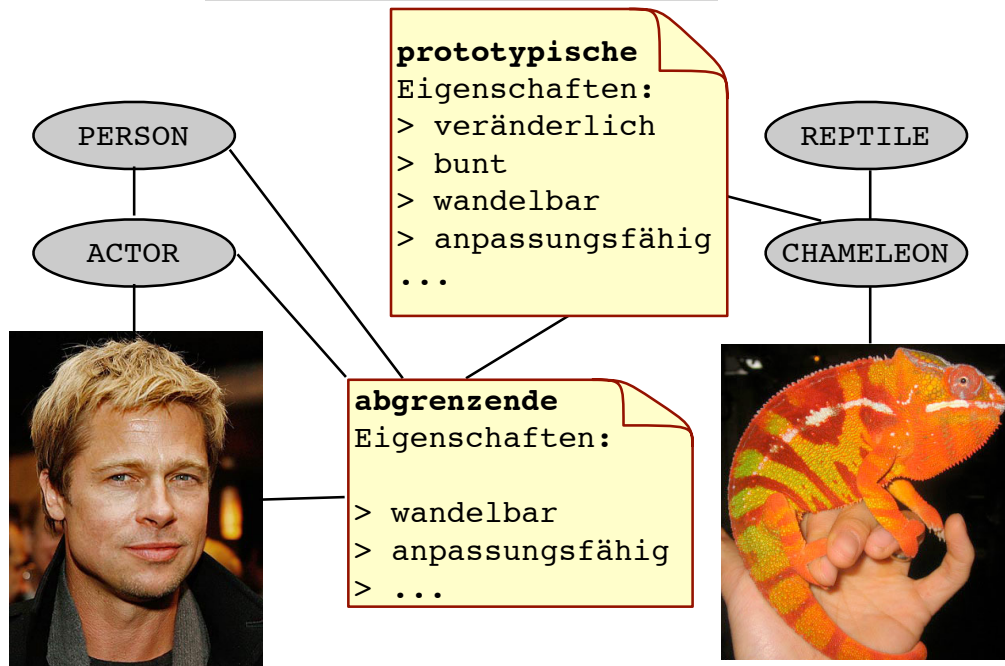 prototypische
Eigenschaften:
> veränderlich
> bunt
> wandelbar
> anpassungsfähig
...
PERSON
ACTOR
REPTILE
CHAMELEON
abgrenzende
Eigenschaften:
> wandelbar
> anpassungsfähig
> ...